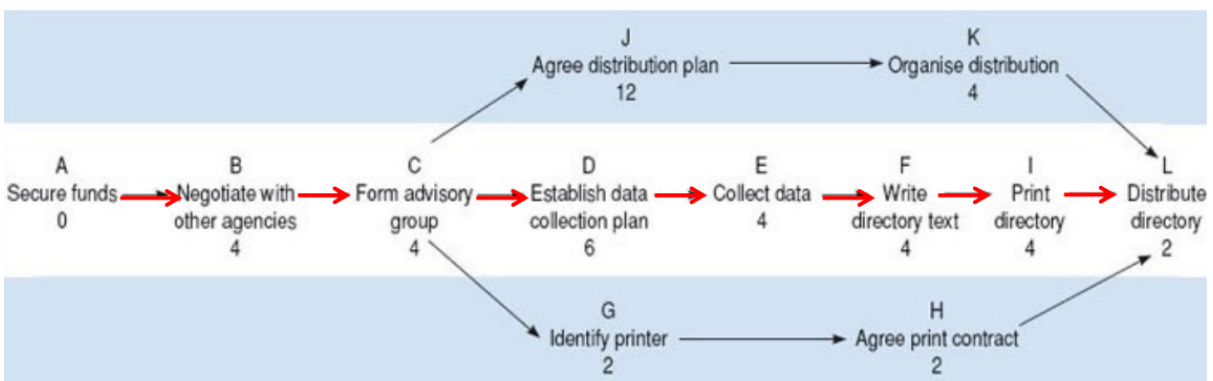 J
Agree distribution plan
12
K
Organise distribution
4
A
Secure funds
0
B
Negotiate with
other agencies
4
C
Form advisory
group
4
D
Establish data
collection plan
6
E
Collect data
4
F
Write
directory text
4
I
Print
directory
4
L
Distribute
directory
2
G
Identify printer
2
H
Agree print contract
2